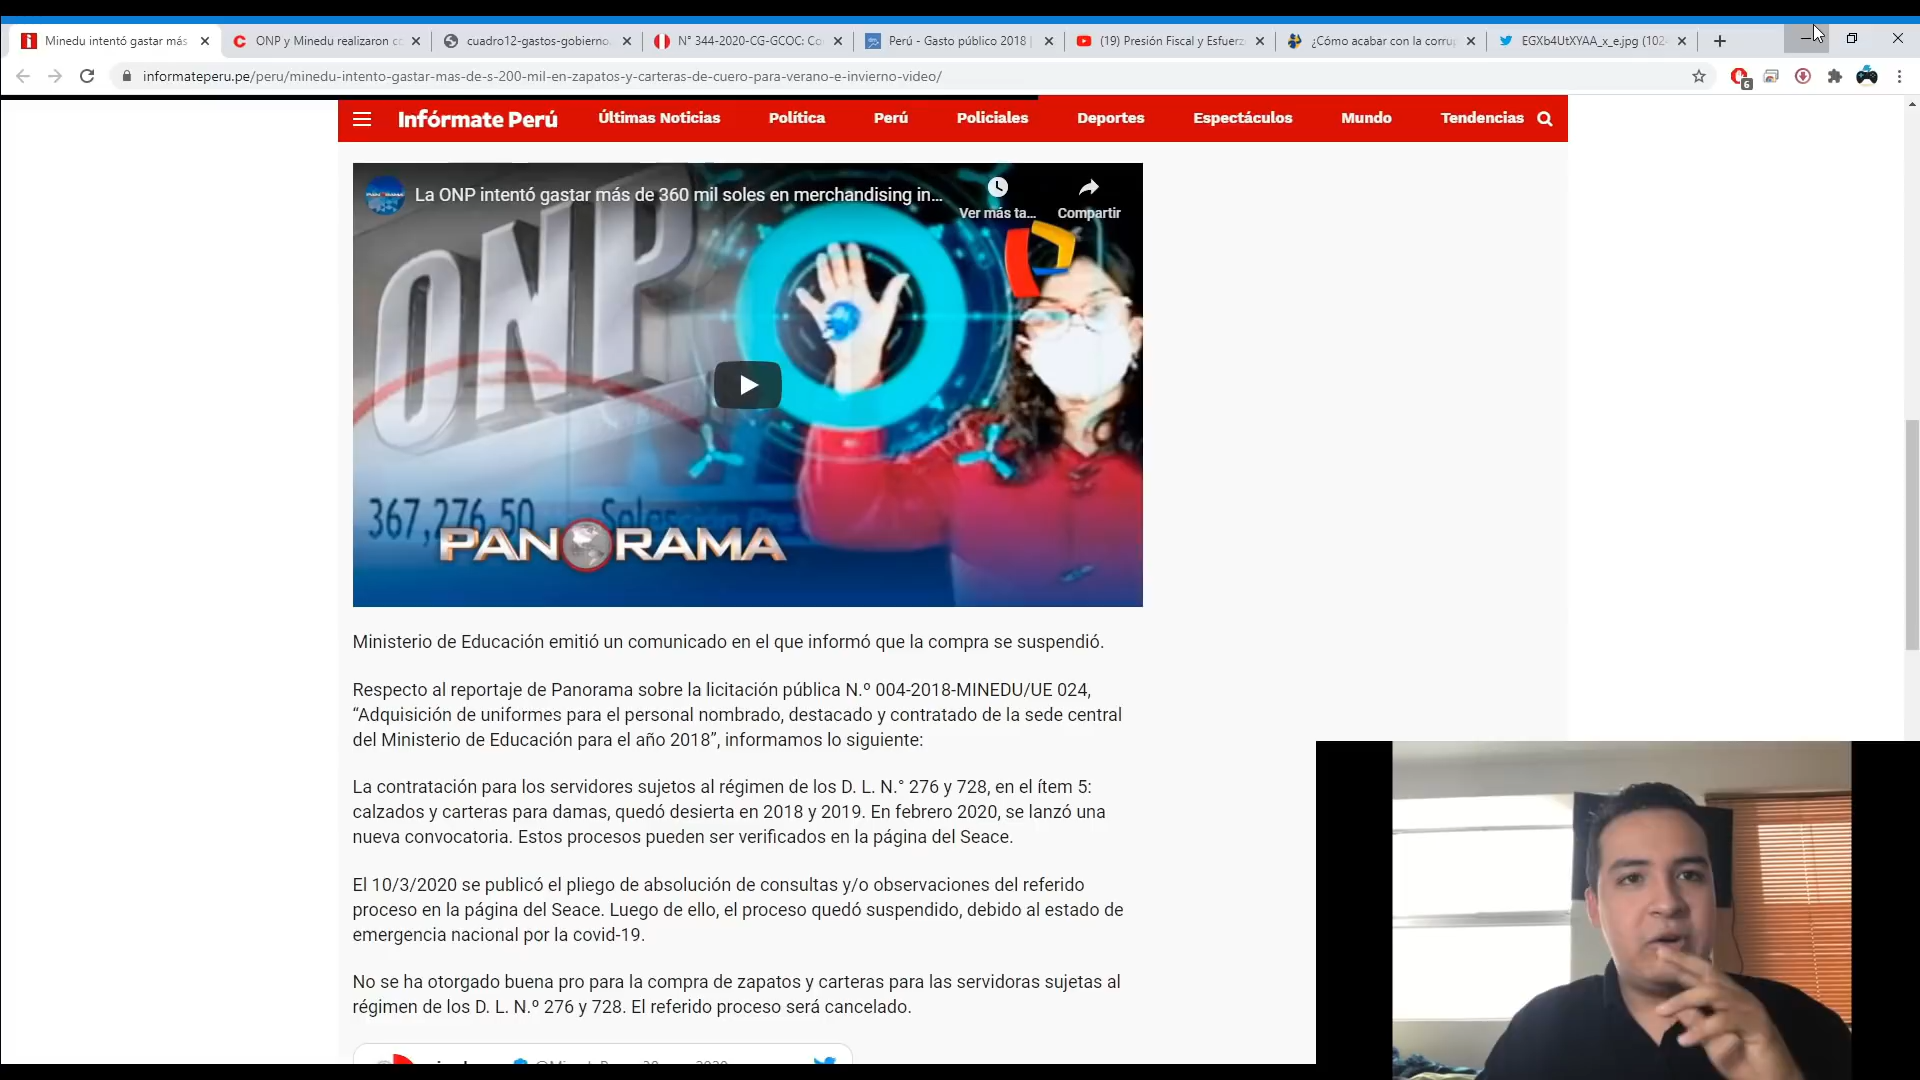 Minedu intentó gastar más
ONP y Minedu realizaron co
cuadro12-gastos-gobierno.
N° 344-2020-CG-GCOC: Co
Perú - Gasto público 2018
(19) Presión Fiscal y Esfuerz
¿Cómo acabar con la corrup
EGXb4UtXYAA_x_e.jpg (102
informateperu.pe/peru/minedu-intento-gastar-mas-de-s-200-mil-en-zapatos-y-carteras-de-cuero-para-verano-e-invierno-video/
6
Infórmate Perú
Últimas Noticias
Política
Perú
Policiales
Deportes
Espectáculos
Mundo
Tendencias
La ONP intentó gastar más de 360 mil soles en merchandising in...
Ver más ta...
Compartir
ONP
367,276.50 Soles
PANORAMA
Ministerio de Educación emitió un comunicado en el que informó que la compra se suspendió.
Respecto al reportaje de Panorama sobre la licitación pública N.º 004-2018-MINEDU/UE 024,
“Adquisición de uniformes para el personal nombrado, destacado y contratado de la sede central
del Ministerio de Educación para el año 2018”, informamos lo siguiente:
La contratación para los servidores sujetos al régimen de los D. L. N.° 276 y 728, en el ítem 5:
calzados y carteras para damas, quedó desierta en 2018 y 2019. En febrero 2020, se lanzó una
nueva convocatoria. Estos procesos pueden ser verificados en la página del Seace.
El 10/3/2020 se publicó el pliego de absolución de consultas y/o observaciones del referido
proceso en la página del Seace. Luego de ello, el proceso quedó suspendido, debido al estado de
emergencia nacional por la covid-19.
No se ha otorgado buena pro para la compra de zapatos y carteras para las servidoras sujetas al
régimen de los D. L. N.º 276 y 728. El referido proceso será cancelado.